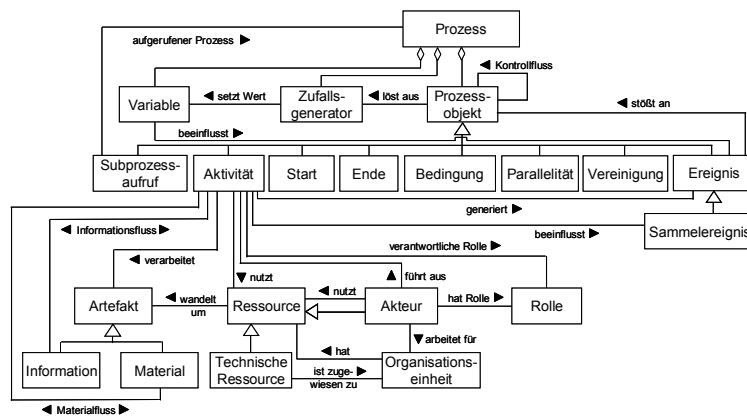 Prozess
aufgerufener Prozess
Kontrollfluss
Variable
setzt Wert
Zufalls-
generator
löst aus
Prozess-
objekt
stößt an
beeinflusst
Subprozess-
aufruf
Aktivität
Start
Ende
Bedingung
Parallelität
Vereinigung
Ereignis
generiert
Informationsfluss
beeinflusst
Sammelereignis
verantwortliche Rolle
verarbeitet
nutzt
führt aus
Artefakt
wandelt
um
Ressource
nutzt
Akteur
hat Rolle
Rolle
hat
arbeitet für
Information
Material
Technische
Ressource
ist zuge-
wiesen zu
Organisations-
einheit
Materialfluss